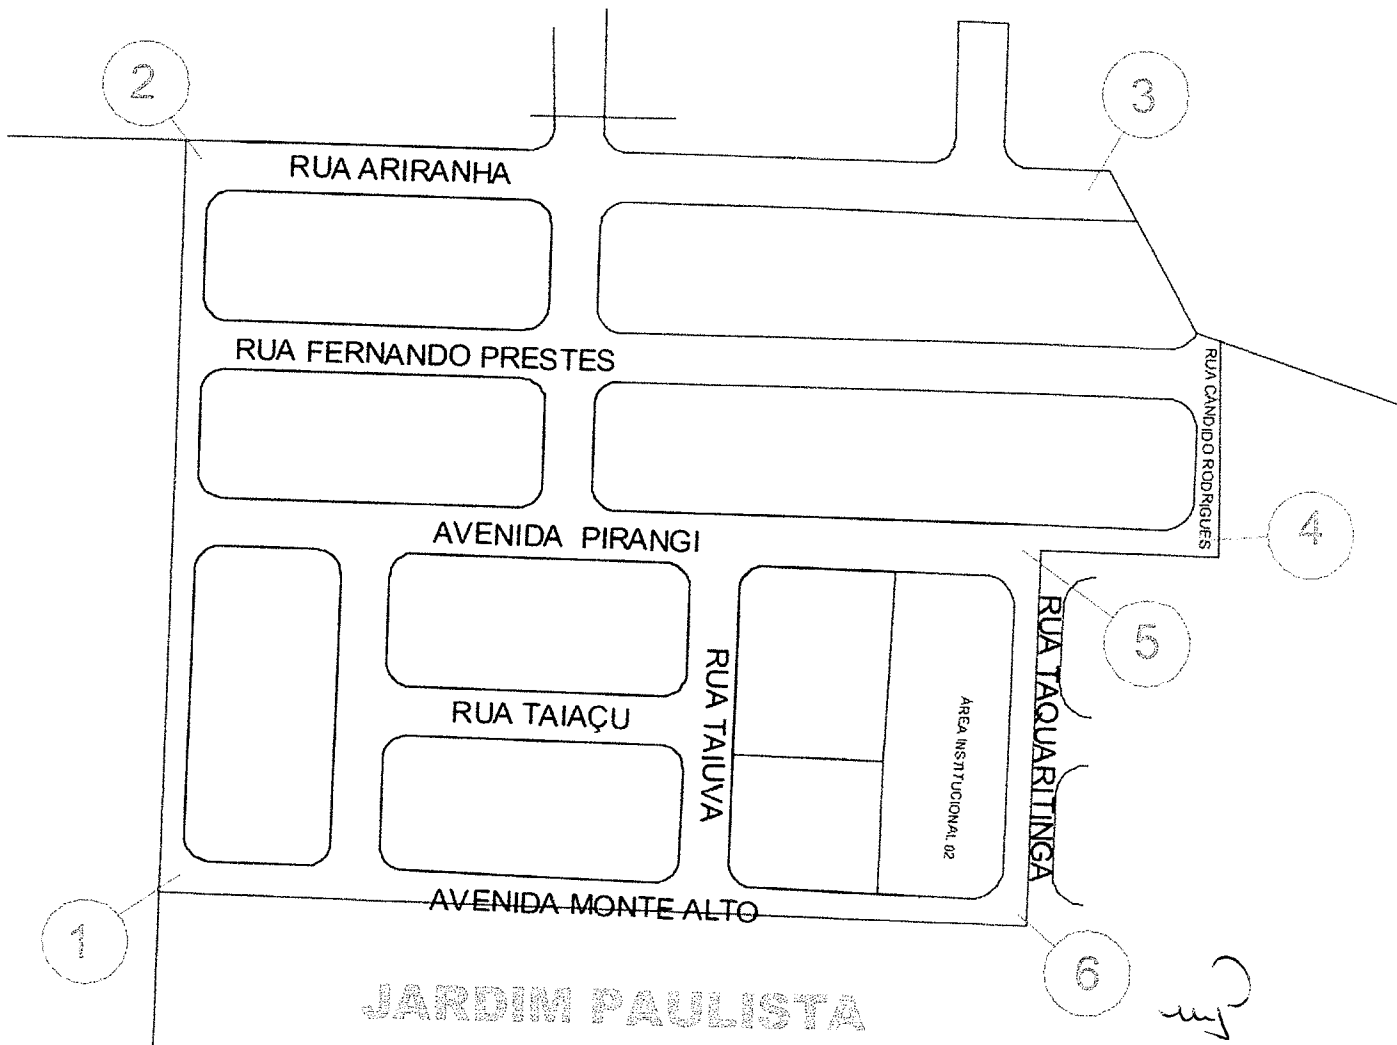 2
3
RUA ARIRANHA
RUA FERNANDO PRESTES
RUA CÂNDIDO RODRIGUES
4
AVENIDA PIRANGI
5
RUA TAQUARITINGA
RUA TAIUVA
ÁREA INSTITUCIONAL 02
RUA TAIAÇU
AVENIDA MONTE ALTO
1
6
JARDIM PAULISTA